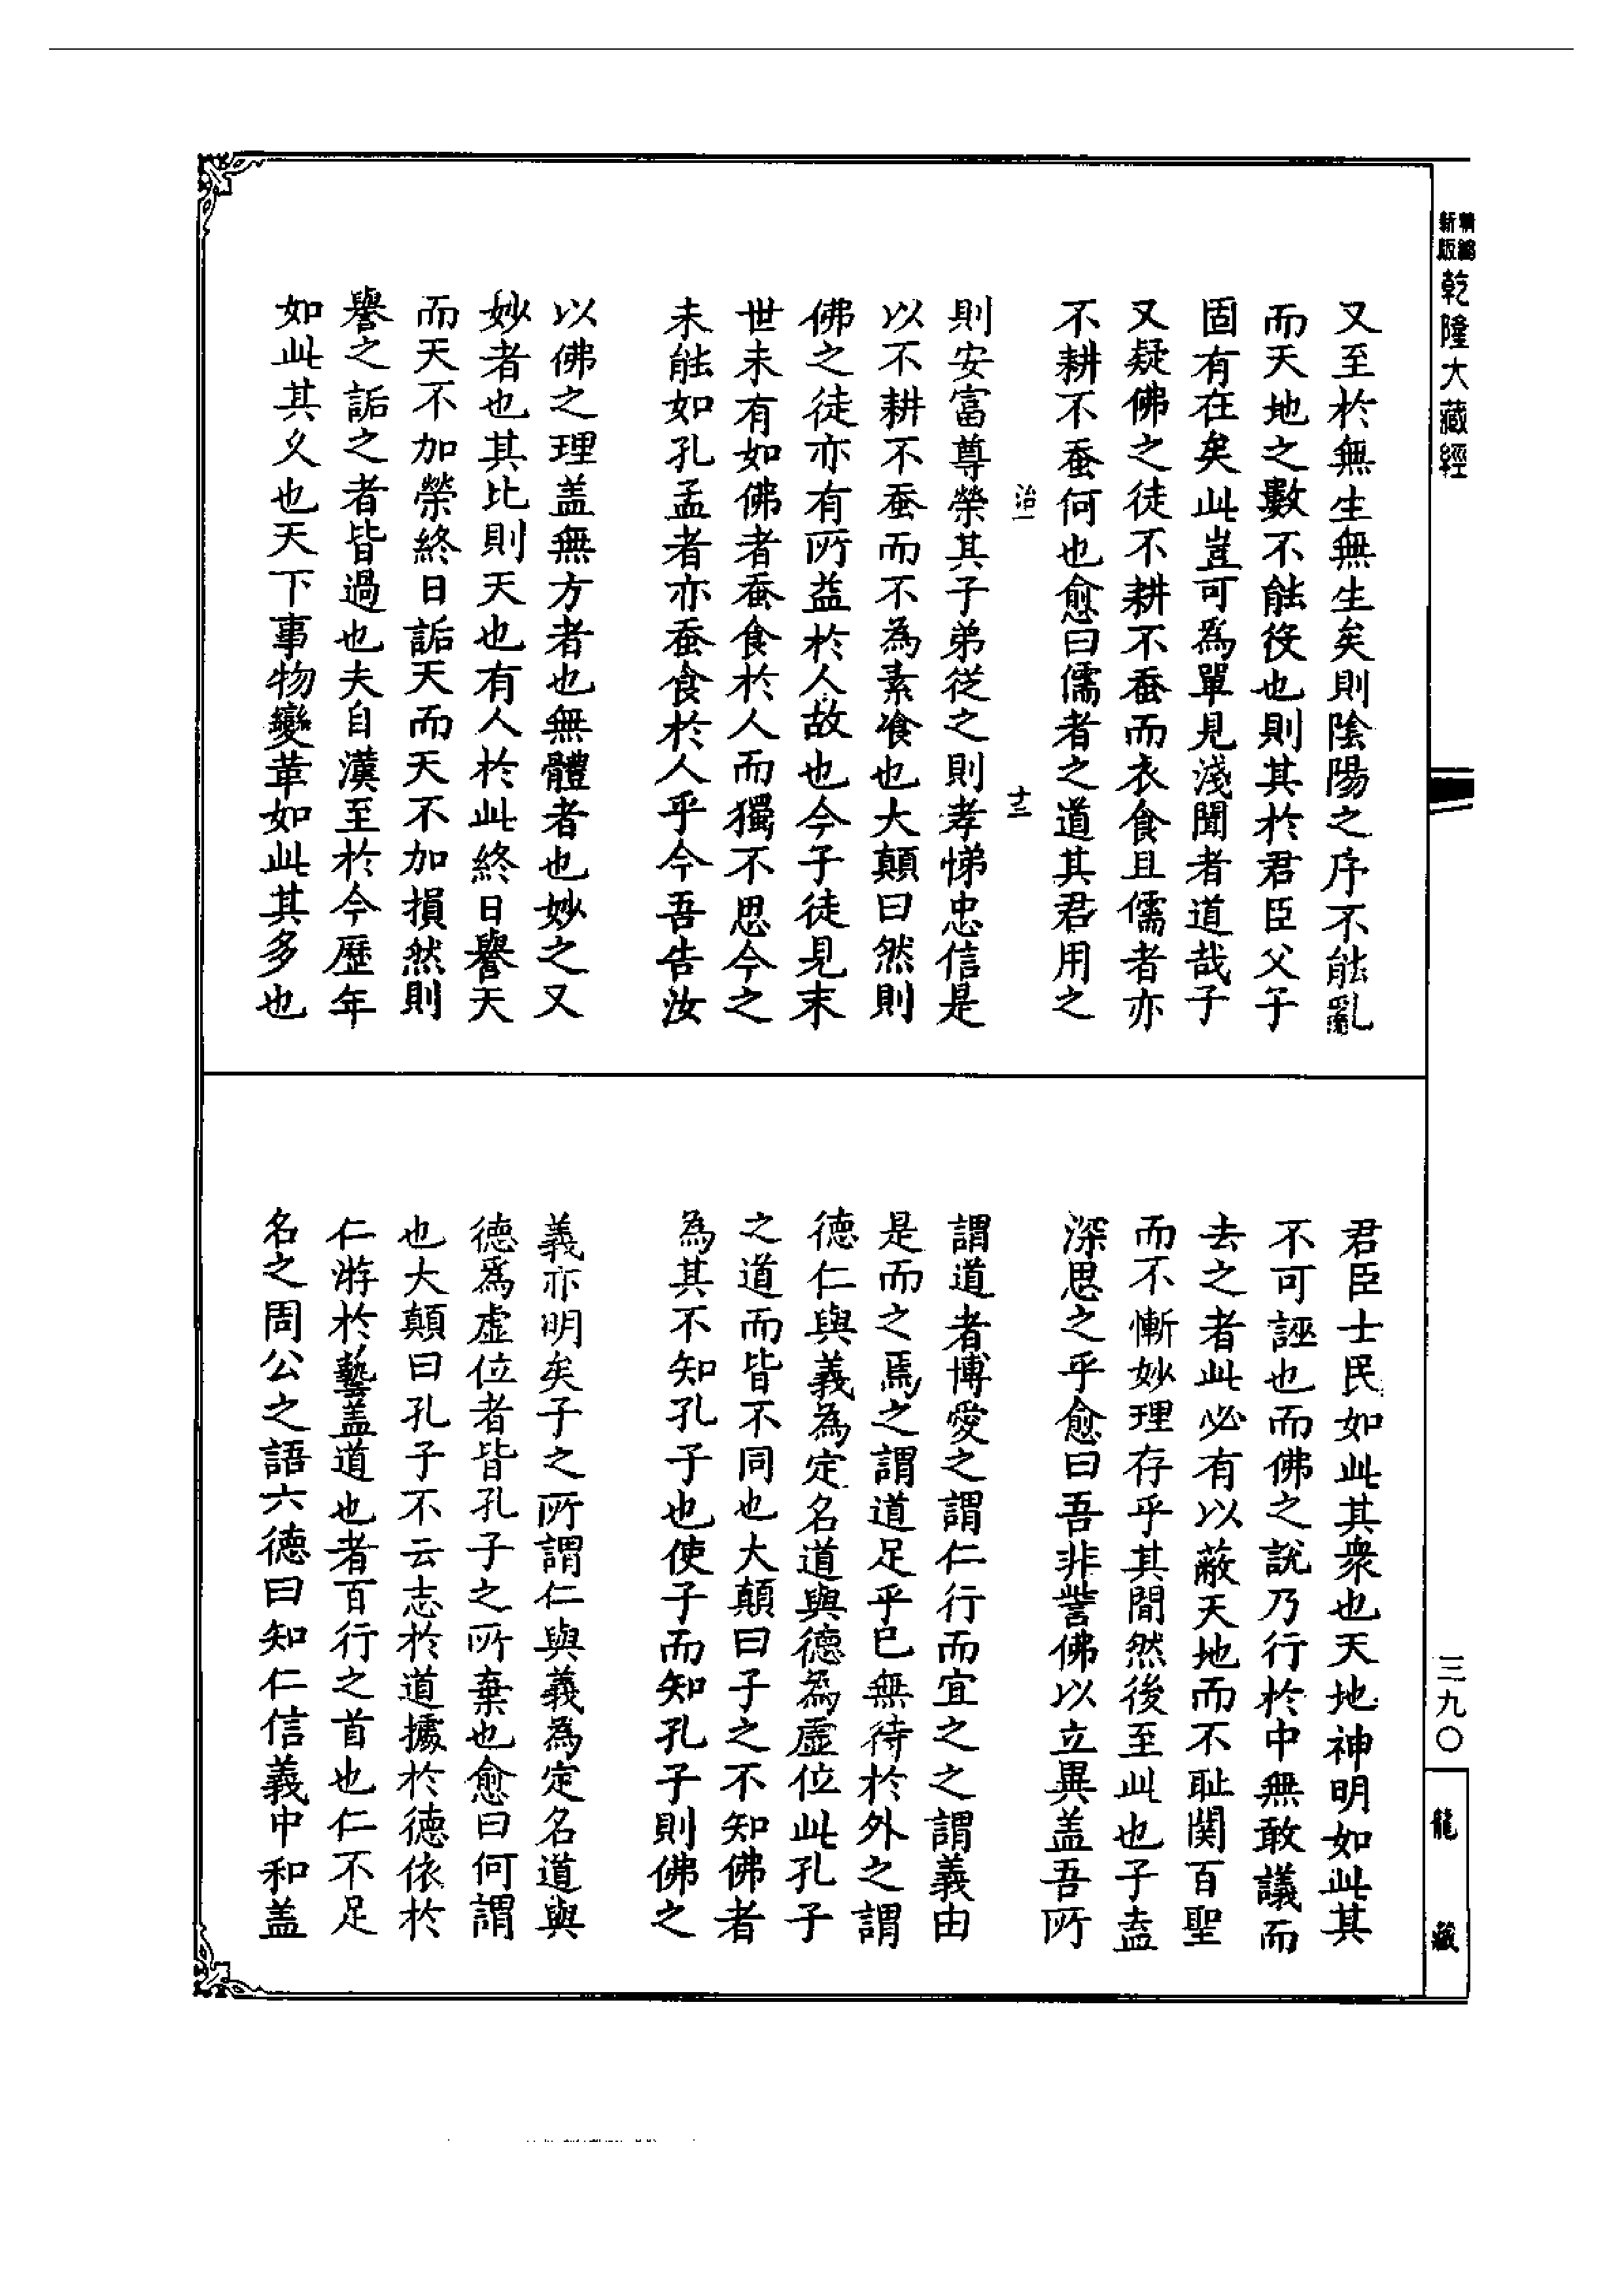 新編
精版
乾隆大藏經
又至於無生無生矣則陰陽之序不能亂
而天地之數不能役也則其於君臣父子
固有在矣此豈可為單見淺聞者道哉子
又疑佛之徒不耕不蚕而衣食且儒者亦
不耕不蚕何也愈曰儒者之道其君用之
治一
十三
則安富尊榮其子弟從之則孝悌忠信是
以不耕不蚕而不為素飡也大顛曰然則
佛之徒亦有所益於人故也今子徒見末
世未有如佛者蚕食於人而獨不思今之
未能如孔孟者亦蚕食於人乎今吾告汝
以佛之理盖無方者也無體者也妙之又
妙者也其比則天也有人於此終日譽天
而天不加榮終日詬天而天不加損然則
譽之詬之者皆過也夫自漢至於今歷年
如此其久也天下事物變革如此其多也
君臣士民如此其衆也天地神明如此其
不可誣也而佛之説乃行於中無敢議而
去之者此必有以蔽天地而不耻関百聖
而不慚妙理存乎其間然後至此也子盍
深思之乎愈曰吾非訾佛以立異盖吾所
謂道者博愛之謂仁行而宜之之謂義由
是而之焉之謂道足乎已無待於外之謂
德仁與義為定名道與德為虛位此孔子
之道而皆不同也大顛曰子之不知佛者
為其不知孔子也使子而知孔子則佛之
義亦明矣子之所謂仁與義為定名道與
德爲虛位者皆孔子之所棄也愈曰何謂
也大顛曰孔子不云志於道據於德依於
仁游於藝盖道也者百行之首也仁不足
名之周公之語六德曰知仁信義中和盖
三九〇
龍藏